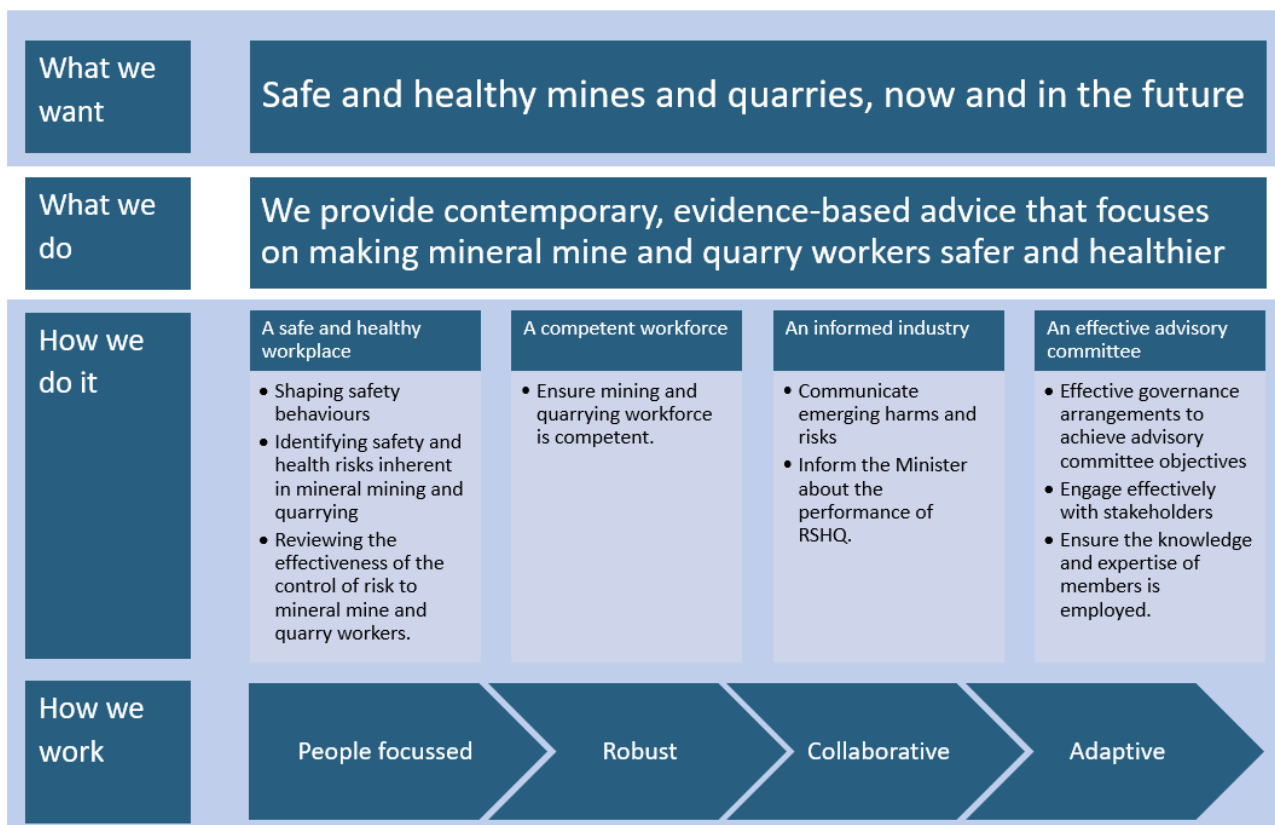 What we
want
Safe and healthy mines and quarries, now and in the future
What we
do
We provide contemporary, evidence-based advice that focuses
on making mineral mine and quarry workers safer and healthier
How we
do it
A safe and healthy
workplace
• Shaping safety
behaviours
• Identifying safety and
health risks inherent
in mineral mining and
quarrying
• Reviewing the
effectiveness of the
control of risk to
mineral mine and
quarry workers.
A competent workforce
• Ensure mining and
quarrying workforce
is competent.
An informed industry
• Communicate
emerging harms and
risks
• Inform the Minister
about the
performance of
RSHQ.
An effective advisory
committee
• Effective governance
arrangements to
achieve advisory
committee objectives
• Engage effectively
with stakeholders
• Ensure the knowledge
and expertise of
members is
employed.
How we
work
People focussed
Robust
Collaborative
Adaptive